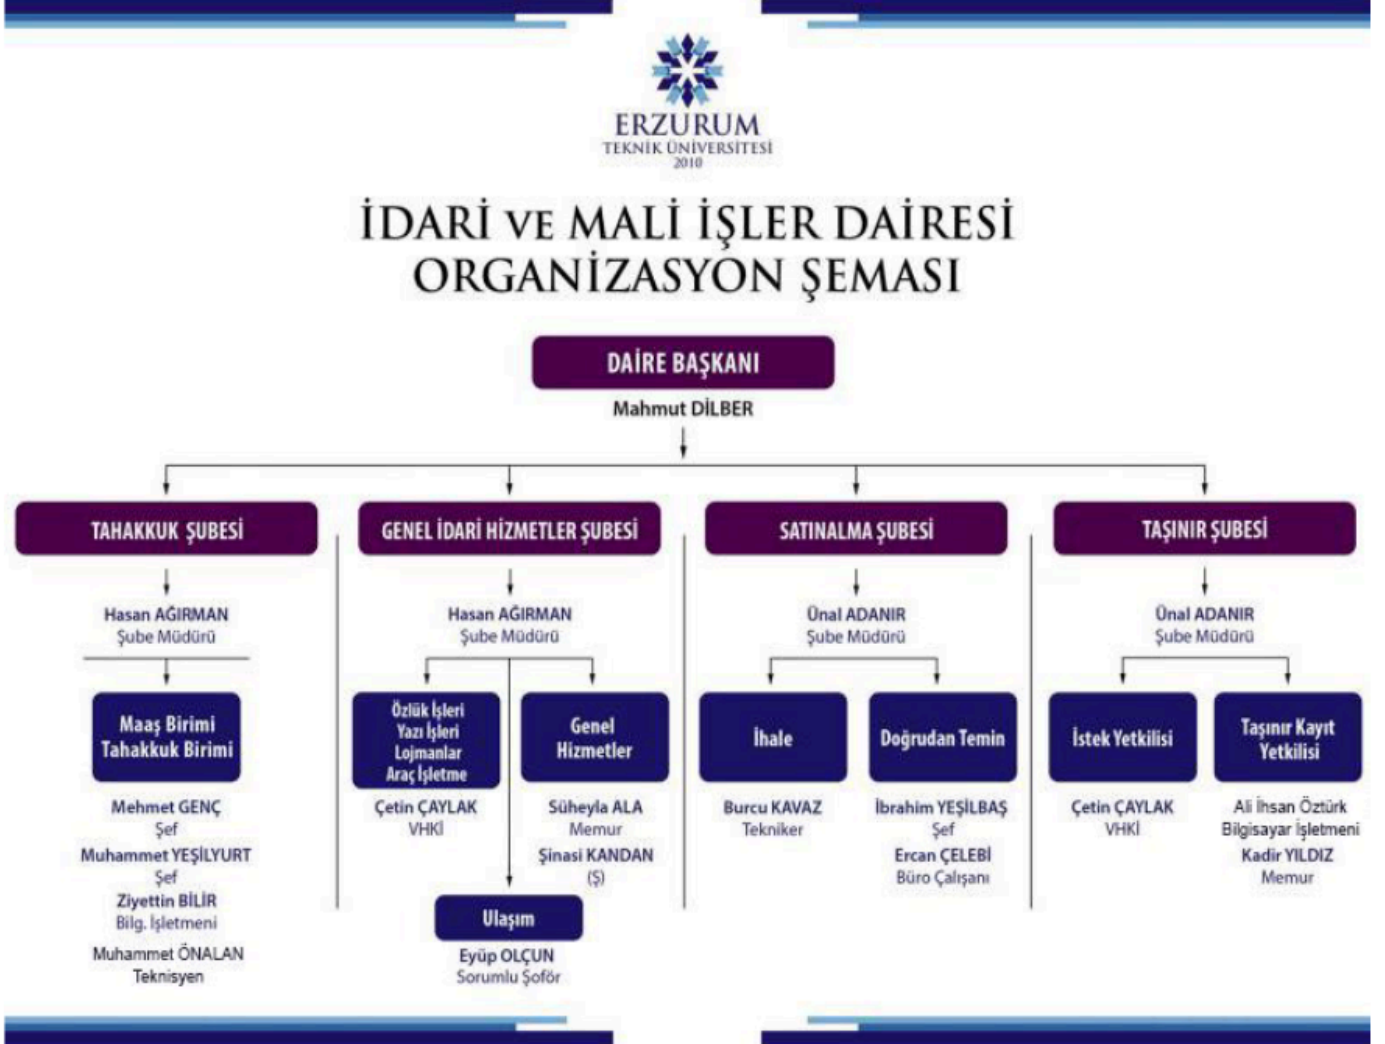 ERZURUM
TEKNİK ÜNİVERSİTESİ
2010
İDARİ VE MALİ İŞLER DAİRESİ
ORGANİZASYON ŞEMASI
DAİRE BAŞKANI
Mahmut DİLBER
TAHAKKUK ŞUBESİ
Hasan AĞIRMAN
Şube Müdürü
Maaş Birimi
Tahakkuk Birimi
Mehmet GENÇ
Şef
Muhammet YEŞİLYURT
Şef
Ziyettin BİLİR
Bilg. İşletmeni
Muhammet ÖNALAN
Teknisyen
GENEL İDARİ HİZMETLER ŞUBESİ
Hasan AĞIRMAN
Şube Müdürü
Özlük İşleri
Yazı İşleri
Lojmanlar
Araç İşletme
Çetin ÇAYLAK
VHKİ
Genel
Hizmetler
Süheyla ALA
Memur
Şinasi KANDAN
(Ş)
Ulaşım
Eyüp OLÇUN
Sorumlu Şoför
SATINALMA ŞUBESİ
Ünal ADANIR
Şube Müdürü
İhale
Burcu KAVAZ
Tekniker
Doğrudan Temin
İbrahim YEŞİLBAŞ
Şef
Ercan ÇELEBİ
Büro Çalışanı
TAŞINIR ŞUBESİ
Ünal ADANIR
Şube Müdürü
İstek Yetkilisi
Çetin ÇAYLAK
VHKİ
Taşınır Kayıt
Yetkilisi
Ali İhsan Öztürk
Bilgisayar İşletmeni
Kadir YILDIZ
Memur